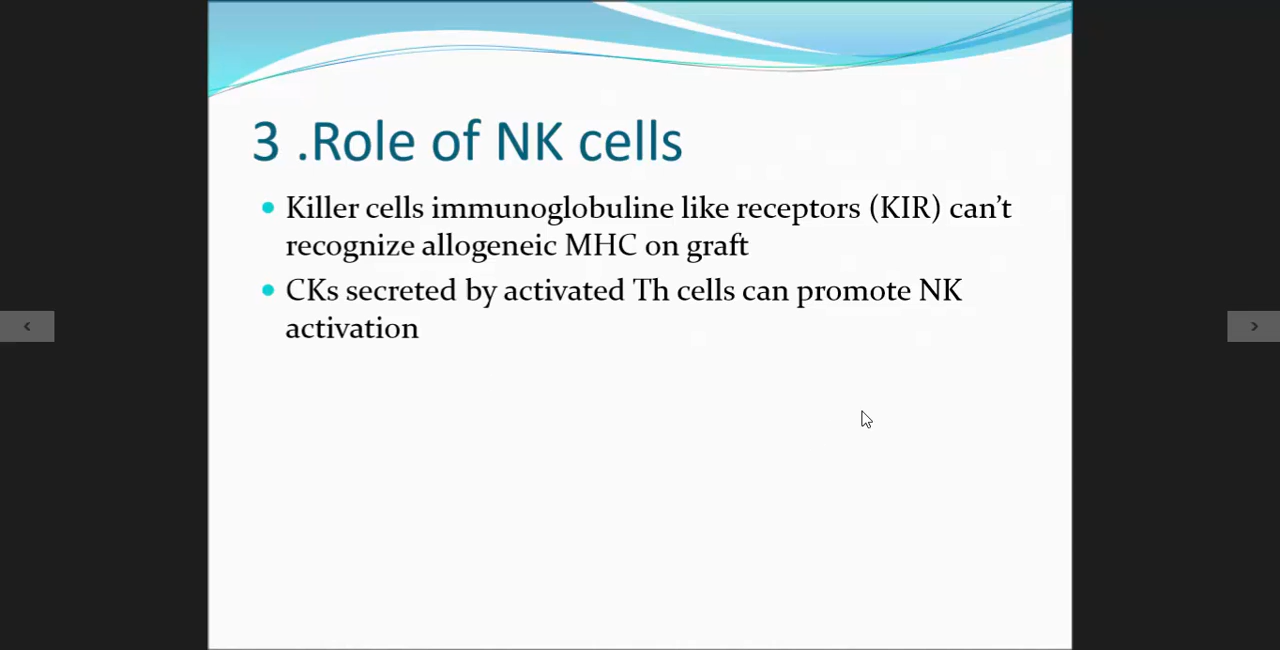 3 .Role of NK cells
Killer cells immunoglobuline like receptors (KIR) can’t
recognize allogeneic MHC on graft
CKs secreted by activated Th cells can promote NK
activation